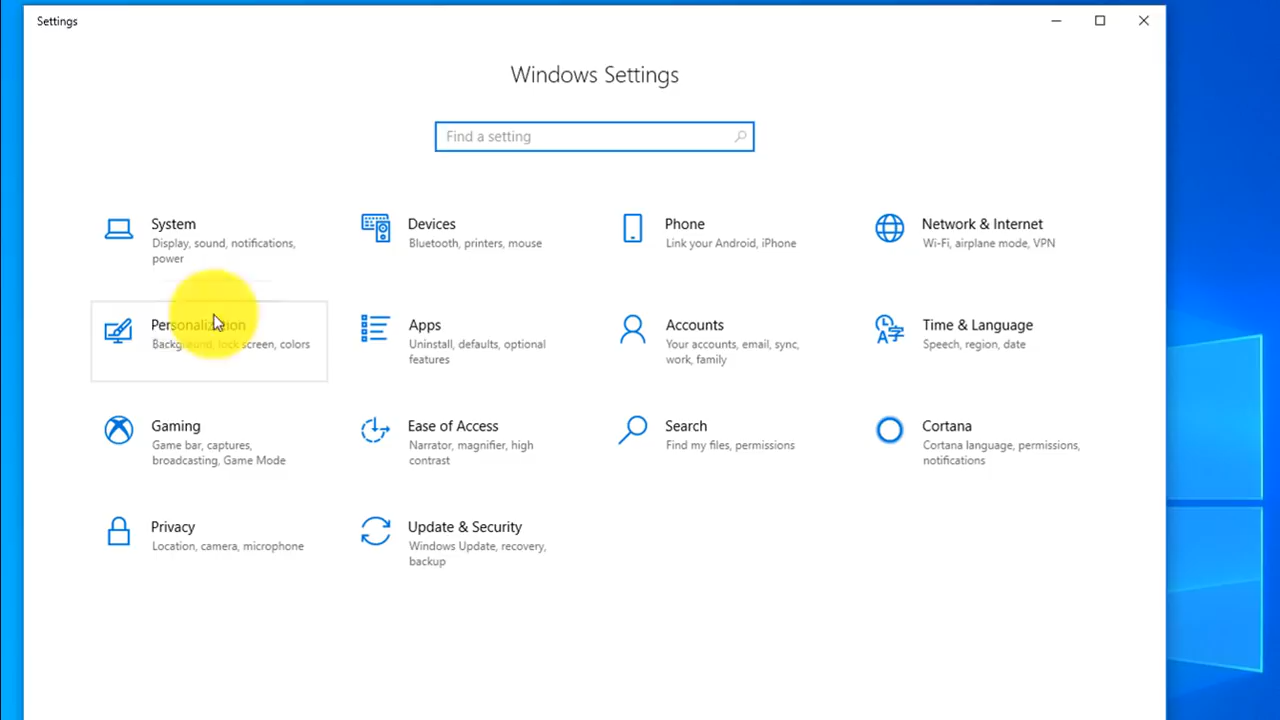 Settings
Windows Settings
Find a setting
System
Display, sound, notifications,
power
Devices
Bluetooth, printers, mouse
Phone
Link your Android, iPhone
Network & Internet
Wi-Fi, airplane mode, VPN
Personalization
Background, lock screen, colors
Apps
Uninstall, defaults, optional
features
Accounts
Your accounts, email, sync,
work, family
Time & Language
Speech, region, date
Gaming
Game bar, captures,
broadcasting, Game Mode
Ease of Access
Narrator, magnifier, high
contrast
Search
Find my files, permissions
Cortana
Cortana language, permissions,
notifications
Privacy
Location, camera, microphone
Update & Security
Windows Update, recovery,
backup